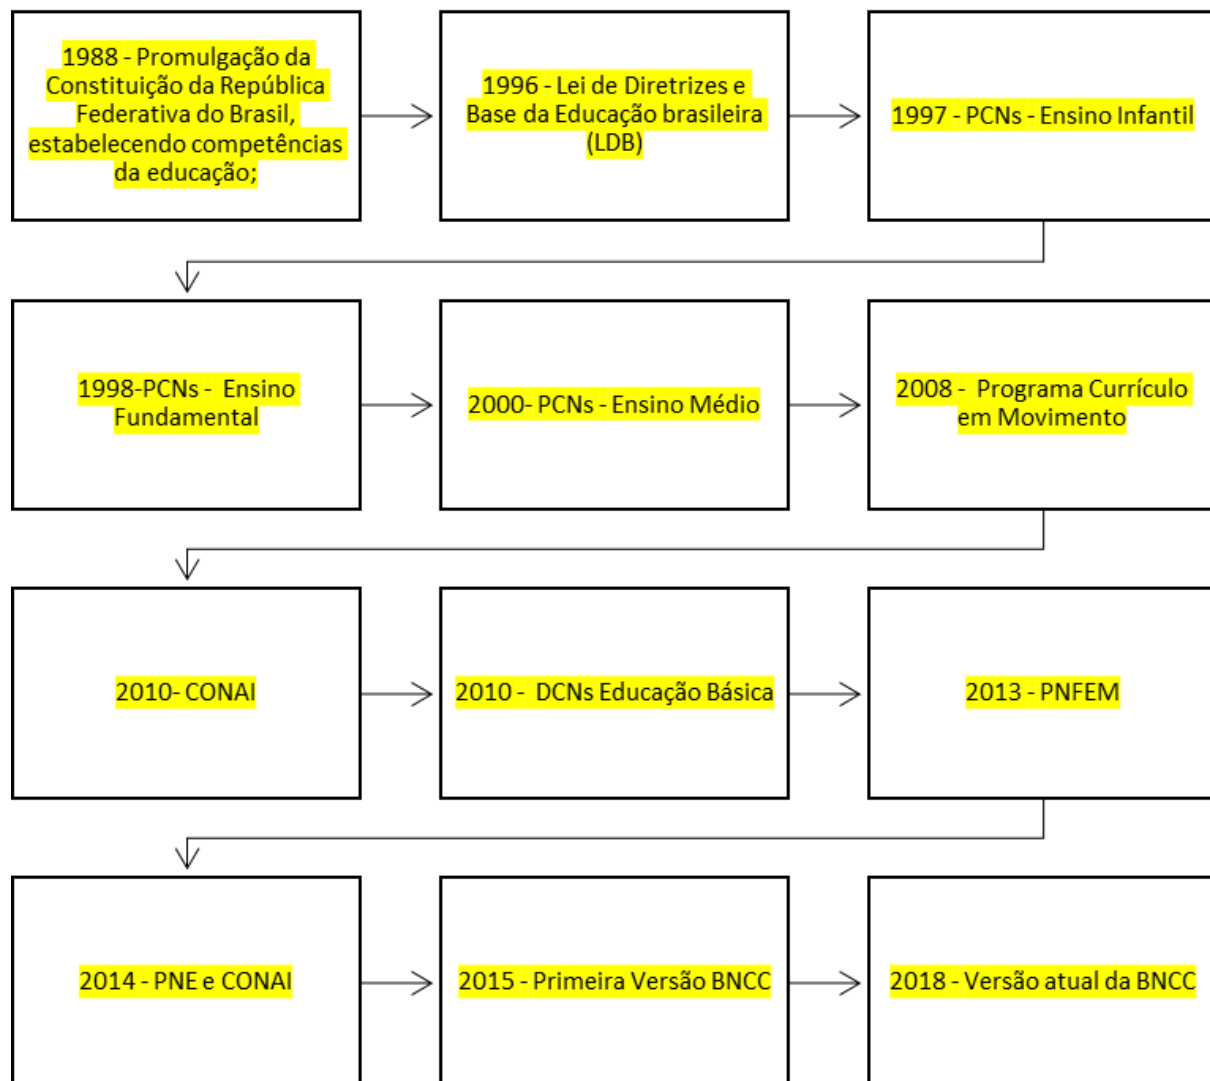 1988 - Promulgação da
Constituição da República
Federativa do Brasil,
estabelecendo competências
da educação;
1996 - Lei de Diretrizes e
Base da Educação brasileira
(LDB)
1997 - PCNs - Ensino Infantil
1998-PCNs - Ensino
Fundamental
2000- PCNs - Ensino Médio
2008 - Programa Currículo
em Movimento
2010- CONAI
2010 - DCNs Educação Básica
2013 - PNFEM
2014 - PNE e CONAI
2015 - Primeira Versão BNCC
2018 - Versão atual da BNCC